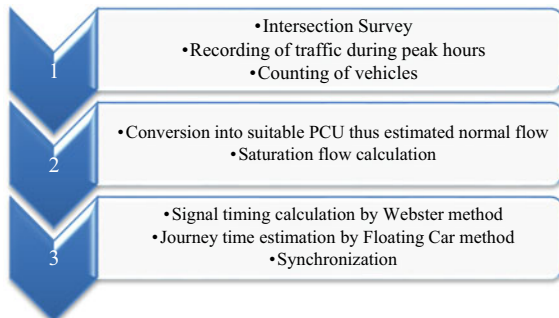 1
•Intersection Survey
•Recording of traffic during peak hours
•Counting of vehicles
2
•Conversion into suitable PCU thus estimated normal flow
•Saturation flow calculation
3
•Signal timing calculation by Webster method
•Journey time estimation by Floating Car method
•Synchronization